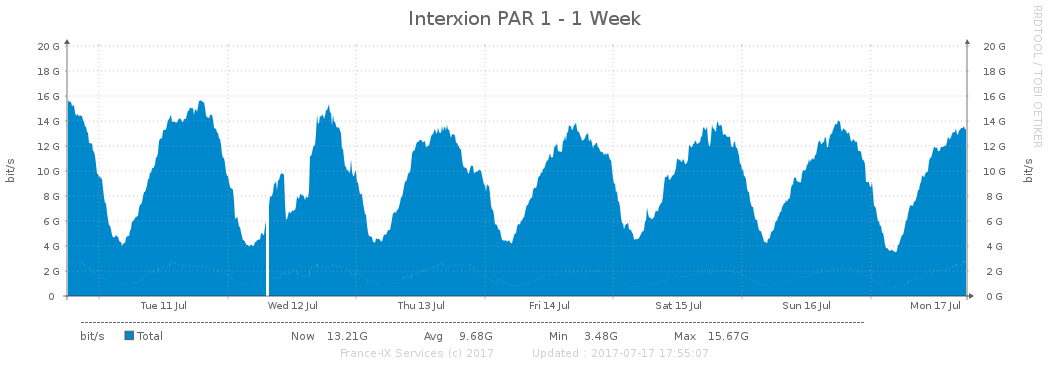 Interxion PAR 1 - 1 Week
RRDTOOL / TOBI OETIKER
20 G 20 G
18 G 18 G
16 G 16 G
14 G 14 G
12 G 12 G
10 G 10 G
8 G 8 G
6 G 6 G
4 G 4 G
2 G 2 G
0 0 G
bit/s bit/s
Tue 11 Jul Wed 12 Jul Thu 13 Jul Fri 14 Jul Sat 15 Jul Sun 16 Jul Mon 17 Jul
bit/s Total Now 13.21G Avg 9.68G Min 3.48G Max 15.67G
France-IX Services (c) 2017 Updated : 2017-07-17 17:55:07